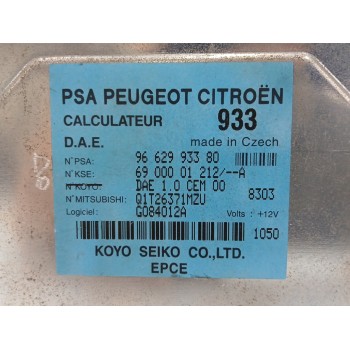 PSA PEUGEOT CITROËN
CALCULATEUR 933
D.A.E. made in Czech
N°PSA: 96 629 933 80
N°KSE: 69 000 01 212/--A
N°KOYO: DAE 1.0 CEM 00
N°MITSUBISHI: Q1T26371MZU 8303
Logiciel: G084012A Volts : +12V
1050
KOYO SEIKO CO.,LTD.
EPCE